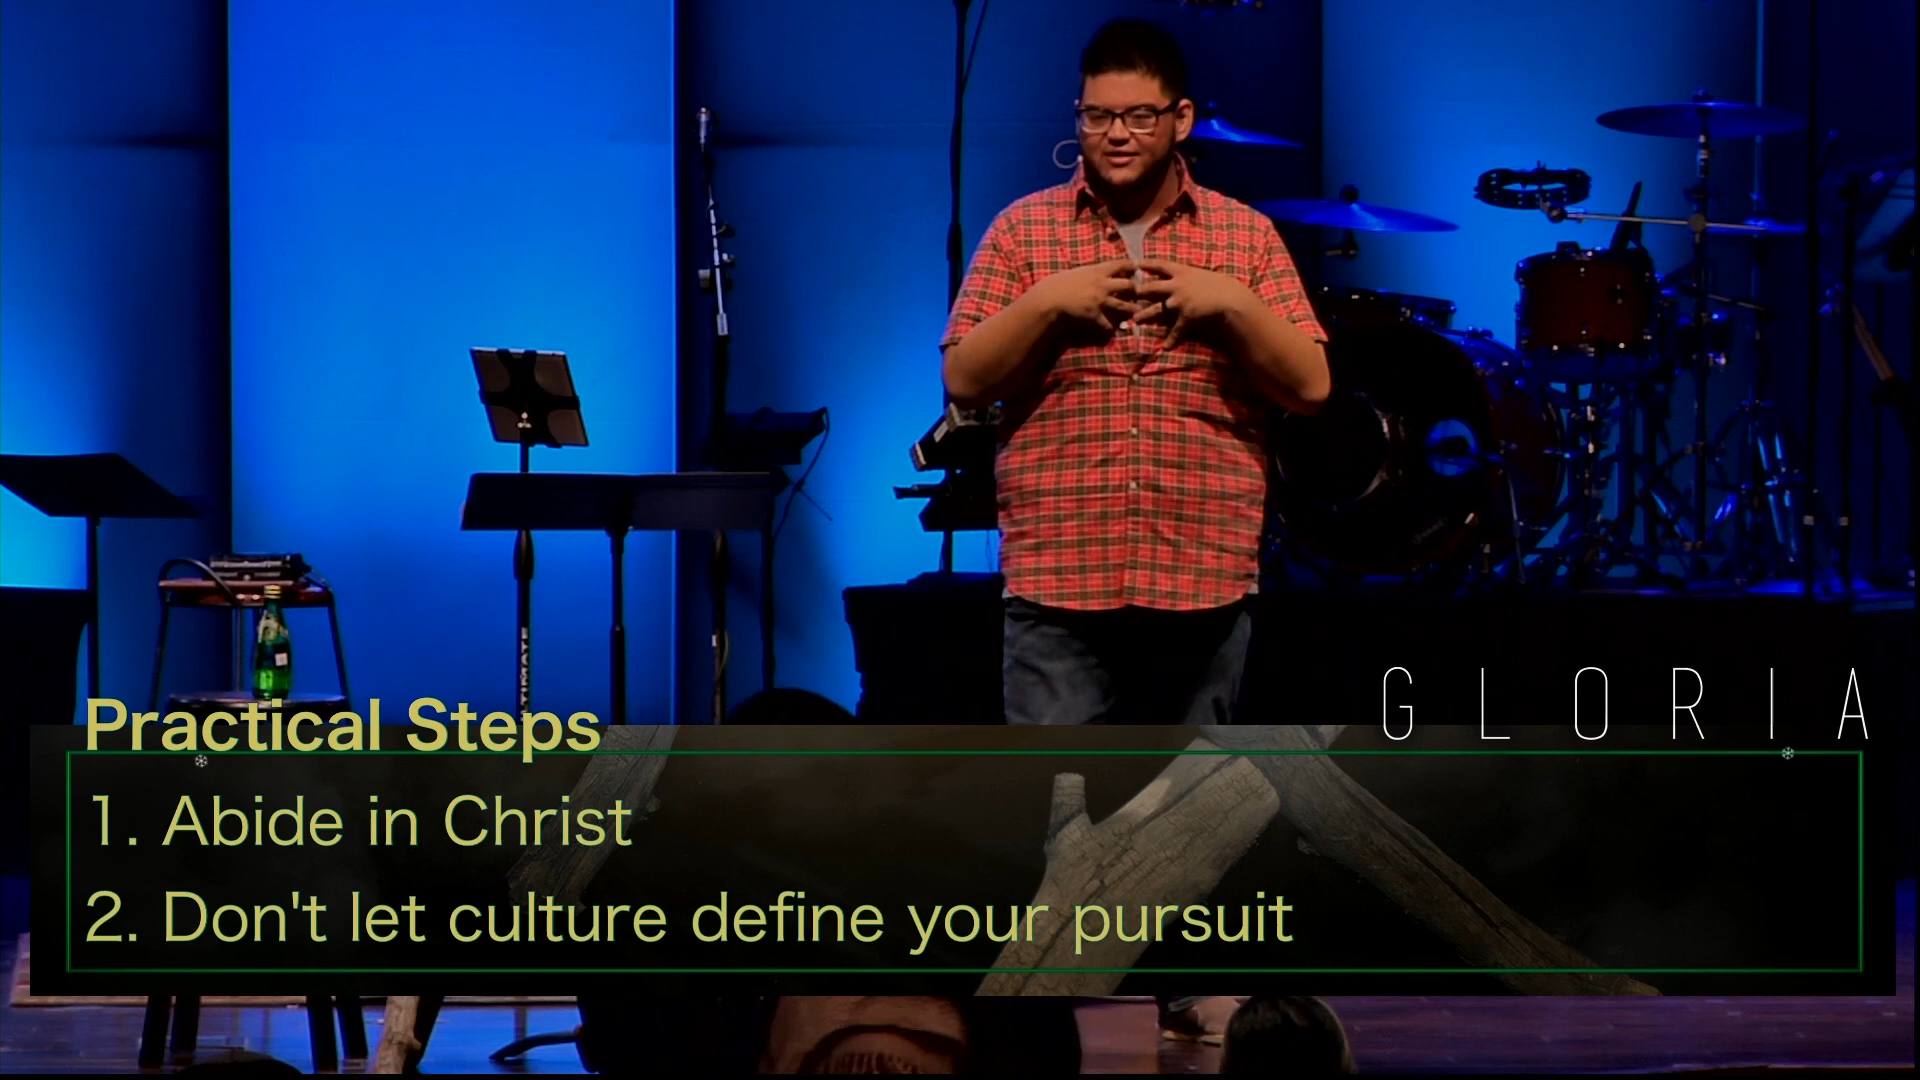 GLORIA
Practical Steps
1. Abide in Christ
2. Don't let culture define your pursuit